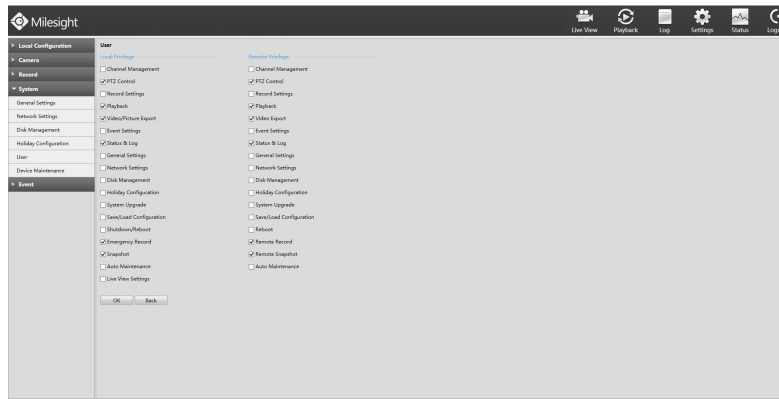 Milesight
Live View
Playback
Log
Settings
Status
Local Configuration
Camera
Record
System
General Settings
Network Settings
Disk Management
Holiday Configuration
User
Device Maintenance
Event
User
Local Privilege
Channel Management
PTZ Control
Record Settings
Playback
Video/Picture Export
Event Settings
Status & Log
General Settings
Network Settings
Disk Management
Holiday Configuration
System Upgrade
Save/Load Configuration
Shutdown/Reboot
Emergency Record
Snapshot
Auto Maintenance
Live View Settings
Remote Privilege
Channel Management
PTZ Control
Record Settings
Playback
Video Export
Event Settings
Status & Log
General Settings
Network Settings
Disk Management
Holiday Configuration
System Upgrade
Save/Load Configuration
Reboot
Remote Record
Remote Snapshot
Auto Maintenance
OK
Back